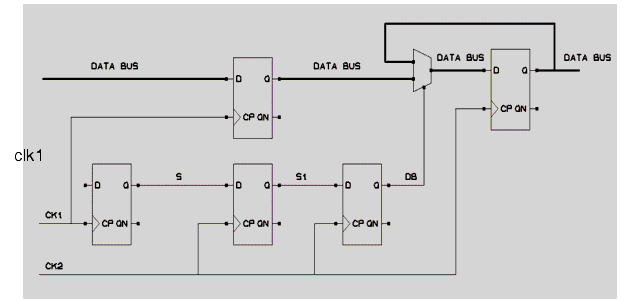 DATA BUS DATA BUS DATA BUS DATA BUS
D Q D Q
CP QN CP QN
clk1
D Q S D Q S1 D Q DB
CK1 CP QN CP QN CP QN
CK2